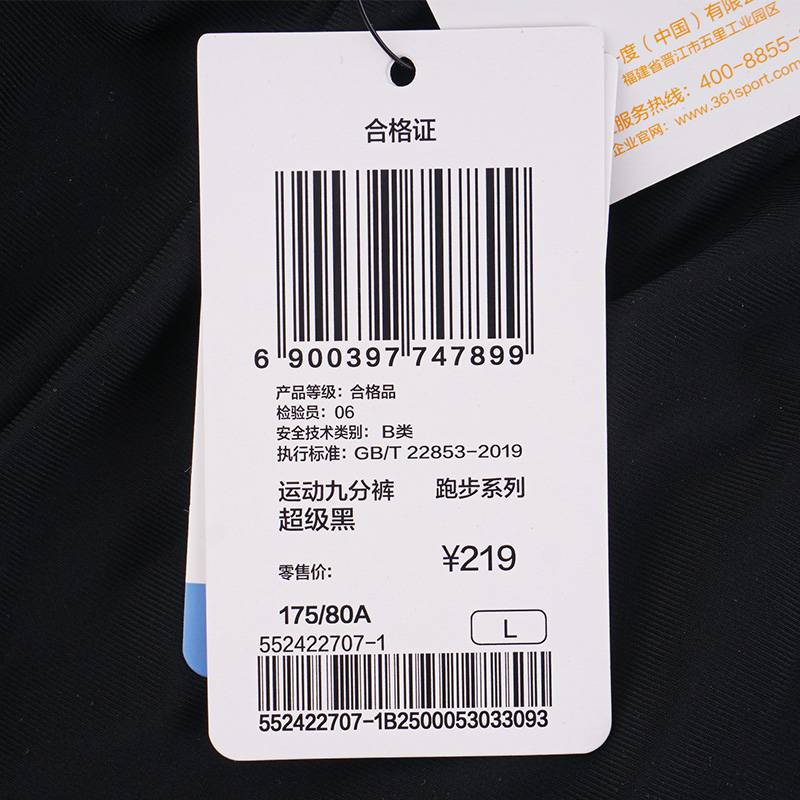 度（中国）有限
福建省晋江市五里工业园区
服务热线：400-8855-
企业官网：www.361sport.com
合格证
6 900397 747899
产品等级：合格品
检验员：06
安全技术类别：B类
执行标准：GB/T 22853-2019
运动九分裤 跑步系列
超级黑
零售价： ¥219
175/80A
552422707-1 L
552422707-1B2500053033093